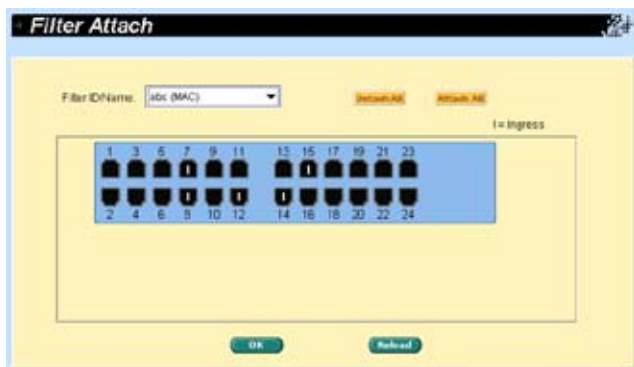 Filter Attach
Filter ID/Name: abc (MAC)
Detach All
Attach All
I = Ingress
1 3 5 7 9 11 13 15 17 19 21 23
I I
I I I
2 4 6 8 10 12 14 16 18 20 22 24
OK
Reload